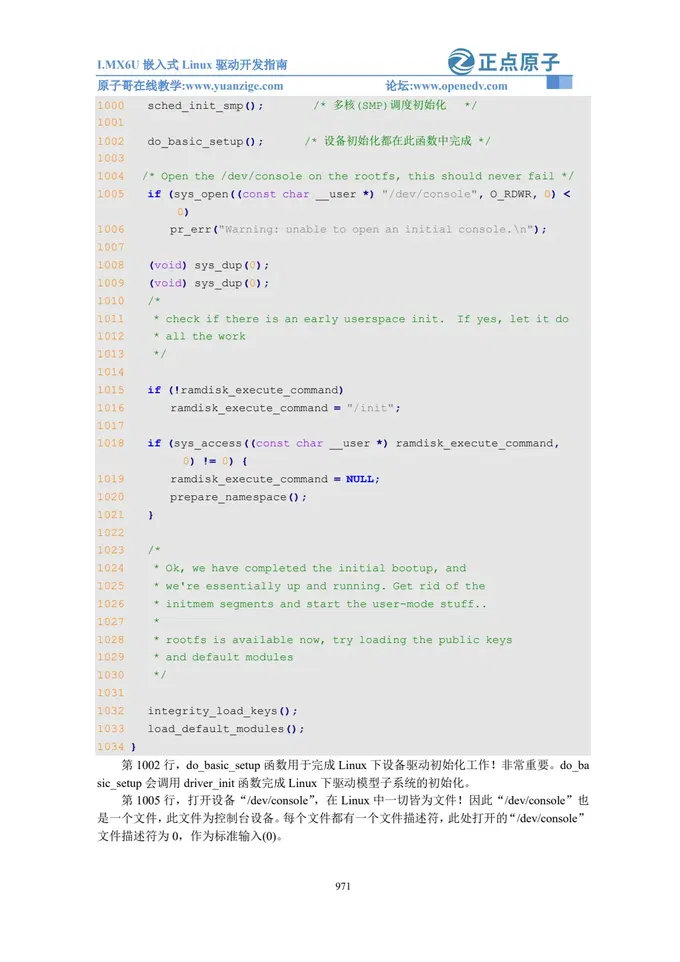 I.MX6U 嵌入式 Linux 驱动开发指南
正点原子
原子哥在线教学:www.yuanzige.com 论坛:www.openedv.com
1000 sched_init_smp(); /* 多核(SMP)调度初始化 */
1001
1002 do_basic_setup(); /* 设备初始化都在此函数中完成 */
1003
1004 /* Open the /dev/console on the rootfs, this should never fail */
1005 if (sys_open((const char __user *) "/dev/console", O_RDWR, 0) <
0)
1006 pr_err("Warning: unable to open an initial console.\n");
1007
1008 (void) sys_dup(0);
1009 (void) sys_dup(0);
1010 /*
1011 * check if there is an early userspace init. If yes, let it do
1012 * all the work
1013 */
1014
1015 if (!ramdisk_execute_command)
1016 ramdisk_execute_command = "/init";
1017
1018 if (sys_access((const char __user *) ramdisk_execute_command,
0) != 0) {
1019 ramdisk_execute_command = NULL;
1020 prepare_namespace();
1021 }
1022
1023 /*
1024 * Ok, we have completed the initial bootup, and
1025 * we're essentially up and running. Get rid of the
1026 * initmem segments and start the user-mode stuff..
1027 *
1028 * rootfs is available now, try loading the public keys
1029 * and default modules
1030 */
1031
1032 integrity_load_keys();
1033 load_default_modules();
1034 }
第 1002 行，do_basic_setup 函数用于完成 Linux 下设备驱动初始化工作！非常重要。do_ba
sic_setup 会调用 driver_init 函数完成 Linux 下驱动模型子系统的初始化。
第 1005 行，打开设备“/dev/console”，在 Linux 中一切皆为文件！因此“/dev/console”也
是一个文件，此文件为控制台设备。每个文件都有一个文件描述符，此处打开的“/dev/console”
文件描述符为 0，作为标准输入(0)。
971